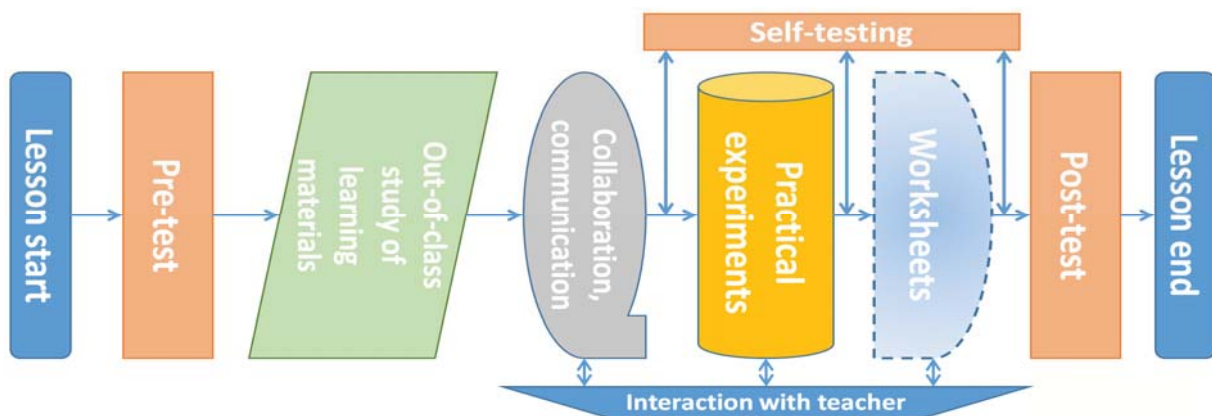 Self-testing
Lesson start
Pre-test
Out-of-class
study of
learning
materials
Collaboration,
communication
Practical
experiments
Worksheets
Post-test
Lesson end
Interaction with teacher